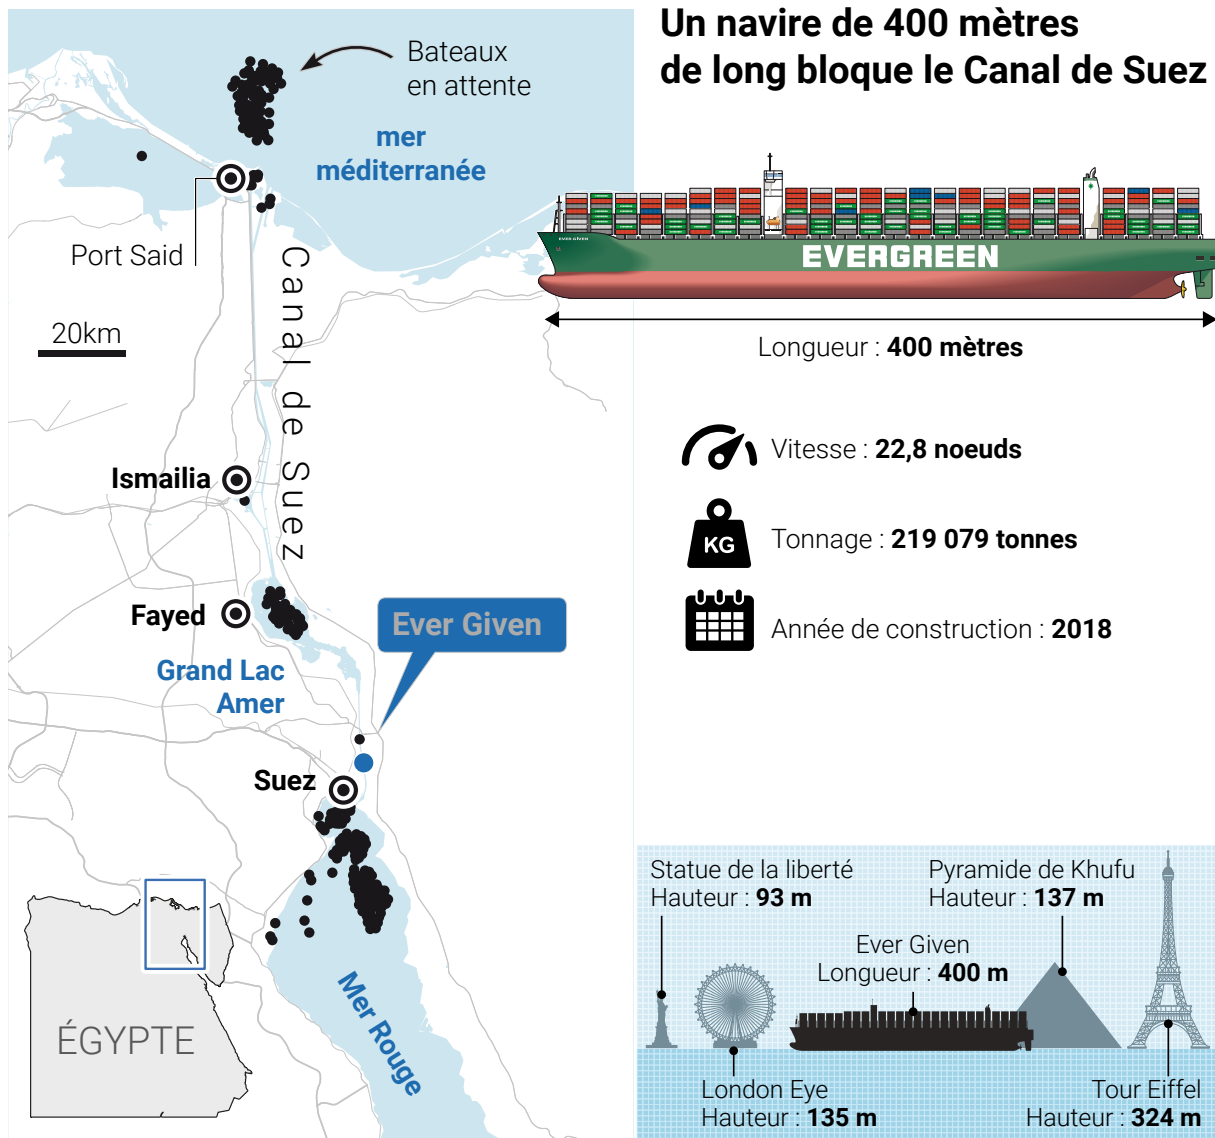 Un navire de 400 mètres
de long bloque le Canal de Suez
Bateaux
en attente
mer
méditerranée
Port Said
20km
Canal de Suez
Ismailia
Fayed
Grand Lac
Amer
Ever Given
Suez
Mer Rouge
ÉGYPTE
EVER GIVEN
EVERGREEN
Longueur : 400 mètres
Vitesse : 22,8 noeuds
KG
Tonnage : 219 079 tonnes
Année de construction : 2018
Statue de la liberté
Hauteur : 93 m
Pyramide de Khufu
Hauteur : 137 m
Ever Given
Longueur : 400 m
London Eye
Hauteur : 135 m
Tour Eiffel
Hauteur : 324 m